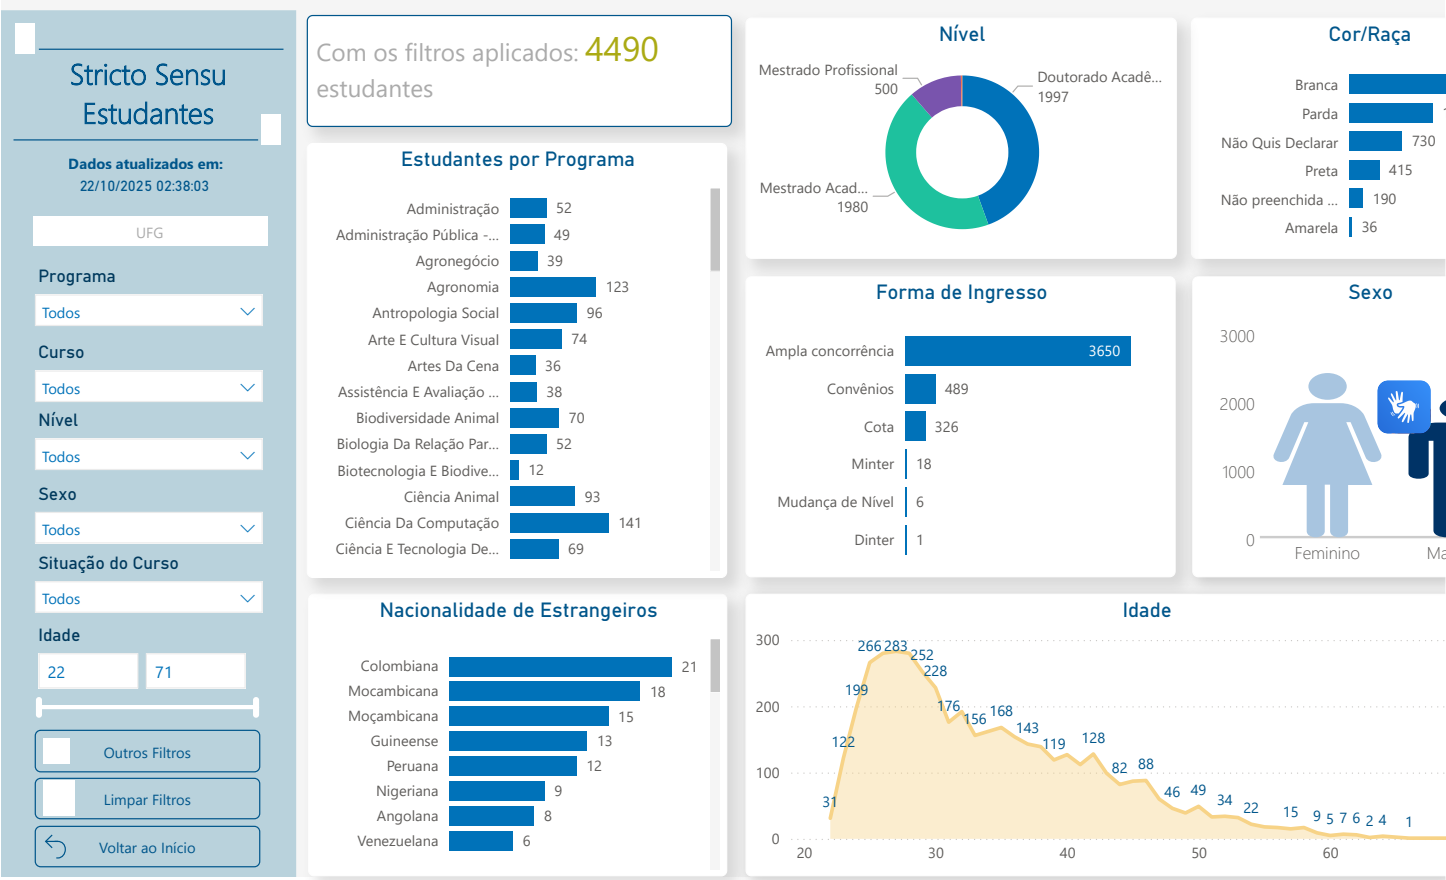 Stricto Sensu
Estudantes
Dados atualizados em:
22/10/2025 02:38:03
UFG
Programa
Todos
Curso
Todos
Nível
Todos
Sexo
Todos
Situação do Curso
Todos
Idade
22
71
Outros Filtros
Limpar Filtros
Voltar ao Início
Com os filtros aplicados: 4490
estudantes
Estudantes por Programa
Administração 52
Administração Pública -... 49
Agronegócio 39
Agronomia 123
Antropologia Social 96
Arte E Cultura Visual 74
Artes Da Cena 36
Assistência E Avaliação ... 38
Biodiversidade Animal 70
Biologia Da Relação Par... 52
Biotecnologia E Biodive... 12
Ciência Animal 93
Ciência Da Computação 141
Ciência E Tecnologia De... 69
Nacionalidade de Estrangeiros
Colombiana 21
Mocambicana 18
Moçambicana 15
Guineense 13
Peruana 12
Nigeriana 9
Angolana 8
Venezuelana 6
Nível
Mestrado Profissional
500
Doutorado Acadê...
1997
Mestrado Acad...
1980
Forma de Ingresso
Ampla concorrência 3650
Convênios 489
Cota 326
Minter 18
Mudança de Nível 6
Dinter 1
Cor/Raça
Branca
Parda
Não Quis Declarar 730
Preta 415
Não preenchida ... 190
Amarela 36
Sexo
3000
2000
1000
0
Feminino Ma
Idade
300
200
100
0
31 122 199 266 283 252 228 176 156 168 143 119 128 82 88 46 49 34 22 15 9 5 7 6 2 4 1
20 30 40 50 60